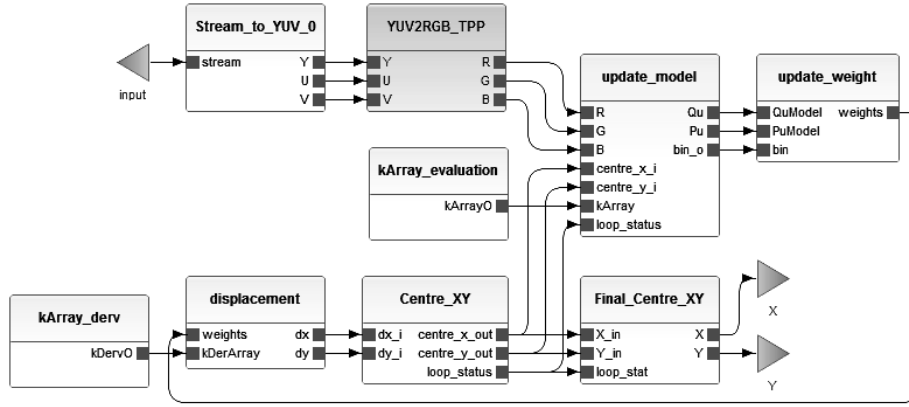 Stream_to_YUV_0
stream
Y
U
V
input
YUV2RGB_TPP
Y
U
V
R
G
B
update_model
R
G
B
centre_x_i
centre_y_i
kArray
loop_status
Qu
Pu
bin_o
update_weight
QuModel
PuModel
bin
weights
kArray_evaluation
kArrayO
kArray_derv
kDervO
displacement
weights
kDerArray
dx
dy
Centre_XY
dx_i
dy_i
centre_x_out
centre_y_out
loop_status
Final_Centre_XY
X_in
Y_in
loop_stat
X
Y
X
Y